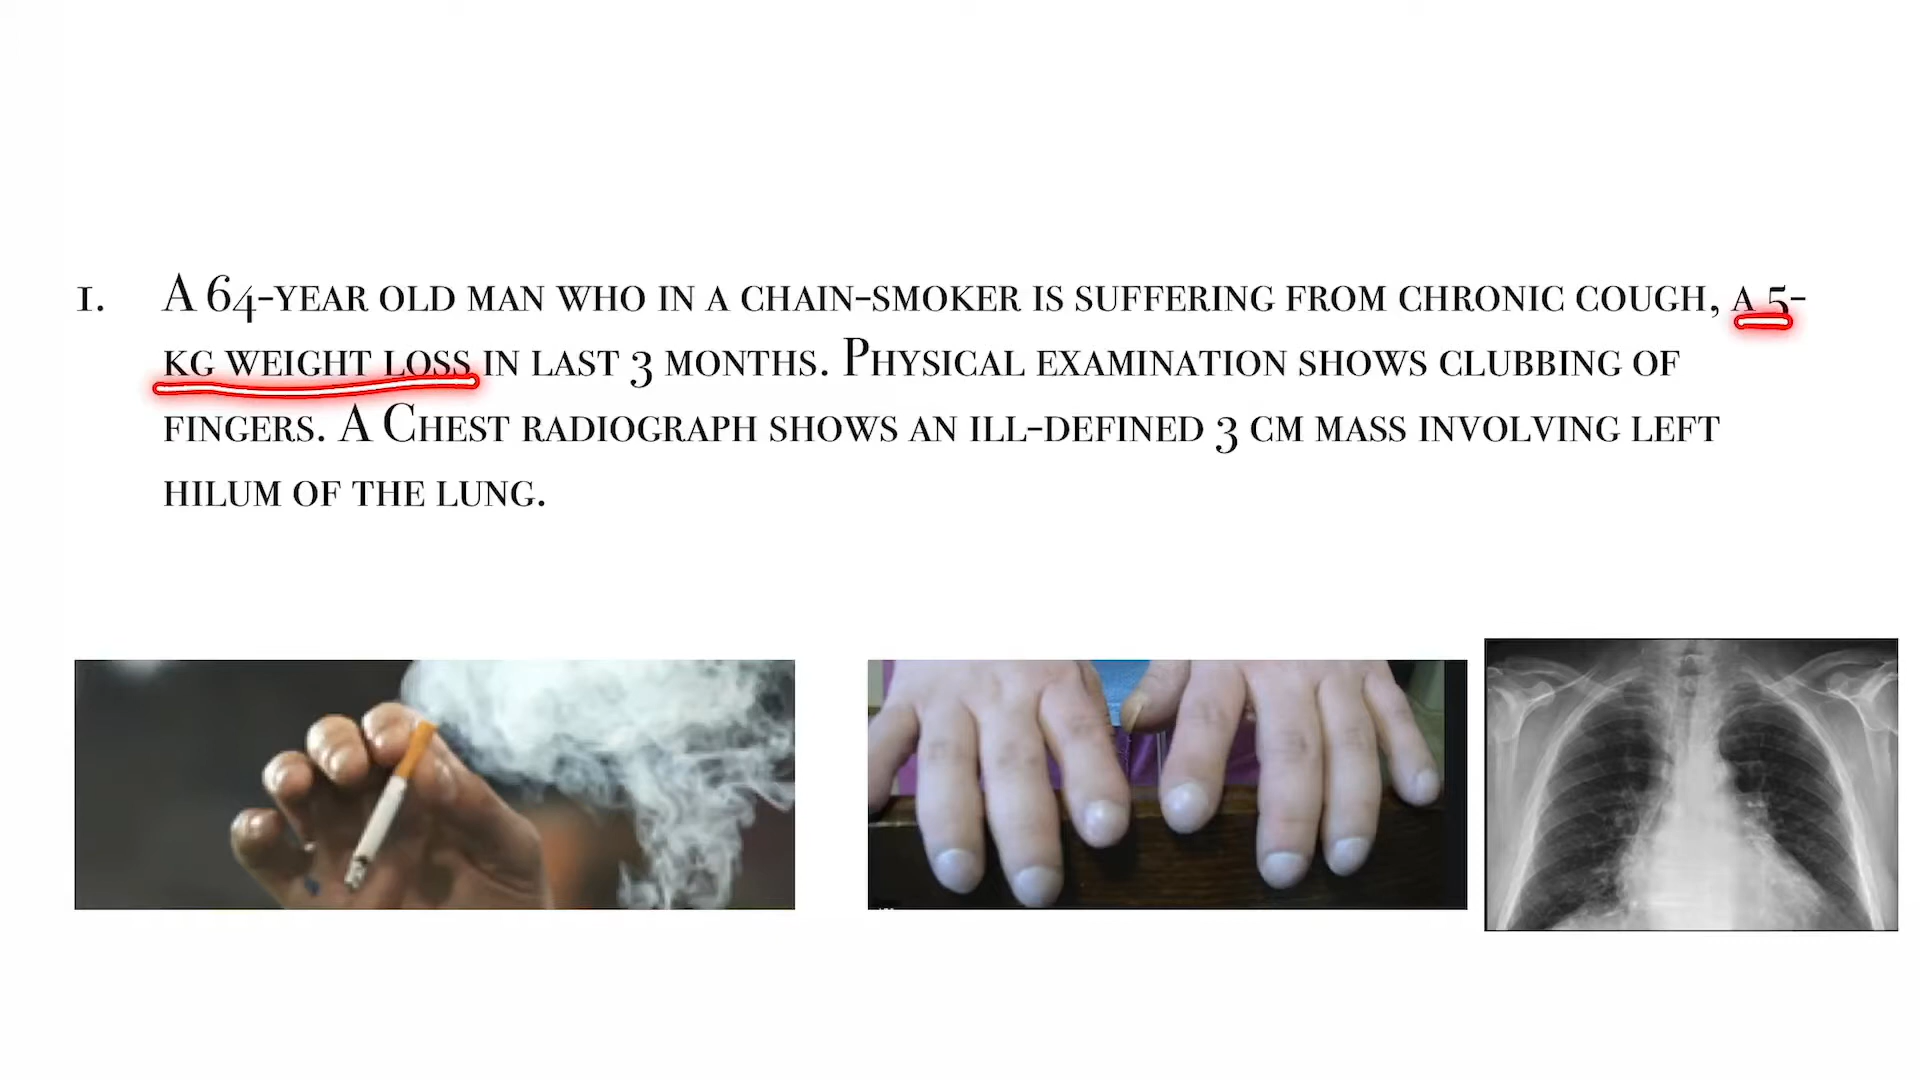 1. A 64-year old man who in a chain-smoker is suffering from chronic cough, a 5-
kg weight loss in last 3 months. Physical examination shows clubbing of
fingers. A Chest radiograph shows an ill-defined 3 cm mass involving left
hilum of the lung.